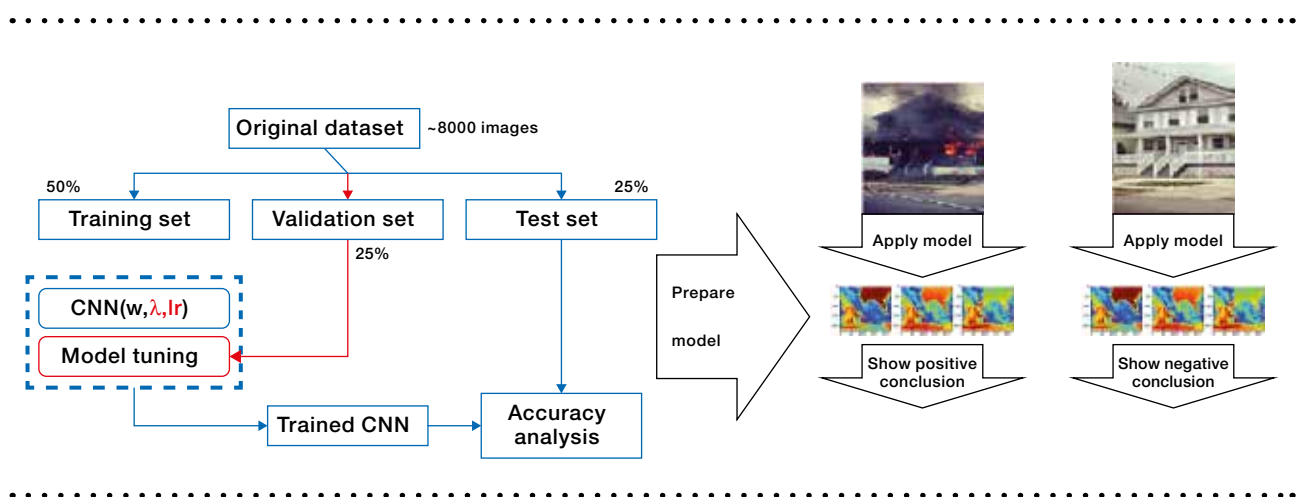 Original dataset
~8000 images
50%
25%
Training set
Validation set
Test set
25%
CNN(w,λ,lr)
Model tuning
Trained CNN
Accuracy
analysis
Prepare
model
Apply model
Apply model
Show positive
conclusion
Show negative
conclusion